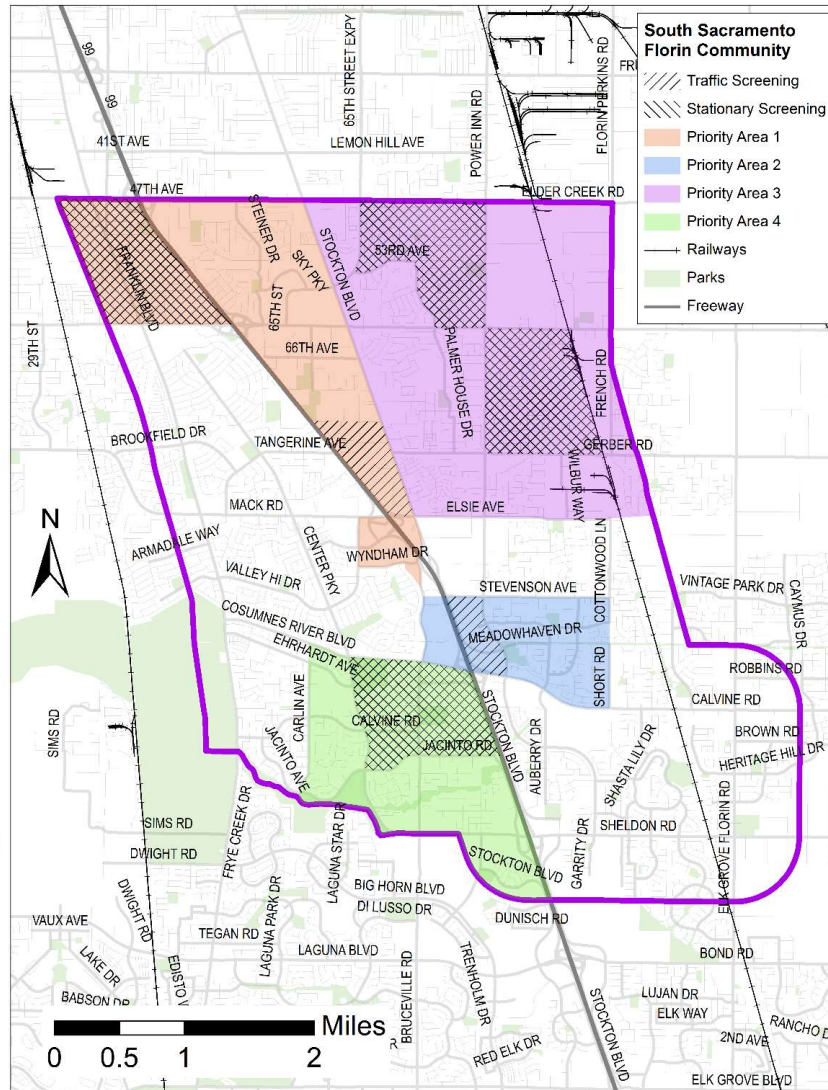 South Sacramento
Florin Community
Traffic Screening
Stationary Screening
Priority Area 1
Priority Area 2
Priority Area 3
Priority Area 4
Railways
Parks
Freeway
99
99
65TH STREET EXPY
POWER INN RD
FLORIN PERKINS RD
41ST AVE
LEMON HILL AVE
47TH AVE
ELDER CREEK RD
STEINER DR
SKY PKY
STOCKTON BLVD
53RD AVE
FRANKLIN BLVD
65TH ST
29TH ST
66TH AVE
PALMER HOUSE DR
FRENCH RD
BROOKFIELD DR
TANGERINE AVE
GERBER RD
WILBUR WAY
MACK RD
ELSIE AVE
N
ARMADALE WAY
CENTER PKY
WYNDHAM DR
COTTONWOOD LN
VALLEY HI DR
STEVENSON AVE
VINTAGE PARK DR
CAYMUS DR
COSUMNES RIVER BLVD
EHRHARDT AVE
MEADOWHAVEN DR
SHORT RD
ROBBINS RD
CALVINE RD
CARLIN AVE
CALVINE RD
STOCKTON BLVD
BROWN RD
SIMS RD
JACINTO AVE
JACINTO RD
AUBERRY DR
SHASTA LILY DR
HERITAGE HILL DR
SIMS RD
DWIGHT RD
FRYE CREEK DR
LAGUNA STAR DR
SHELDON RD
ELK GROVE FLORIN RD
STOCKTON BLVD
GARRITY DR
BIG HORN BLVD
DI LUSSO DR
DUNISCH RD
VAUX AVE
DWIGHT RD
TEGAN RD
LAGUNA PARK DR
LAGUNA BLVD
BOND RD
LAKE DR
EDISTO
BABSON DR
BRUCEVILLE RD
TRENHOLM DR
STOCKTON BLVD
LUJAN DR
ELK WAY
RANCHO D
2ND AVE
RED ELK DR
ELK GROVE BLVD
Miles
0 0.5 1 2